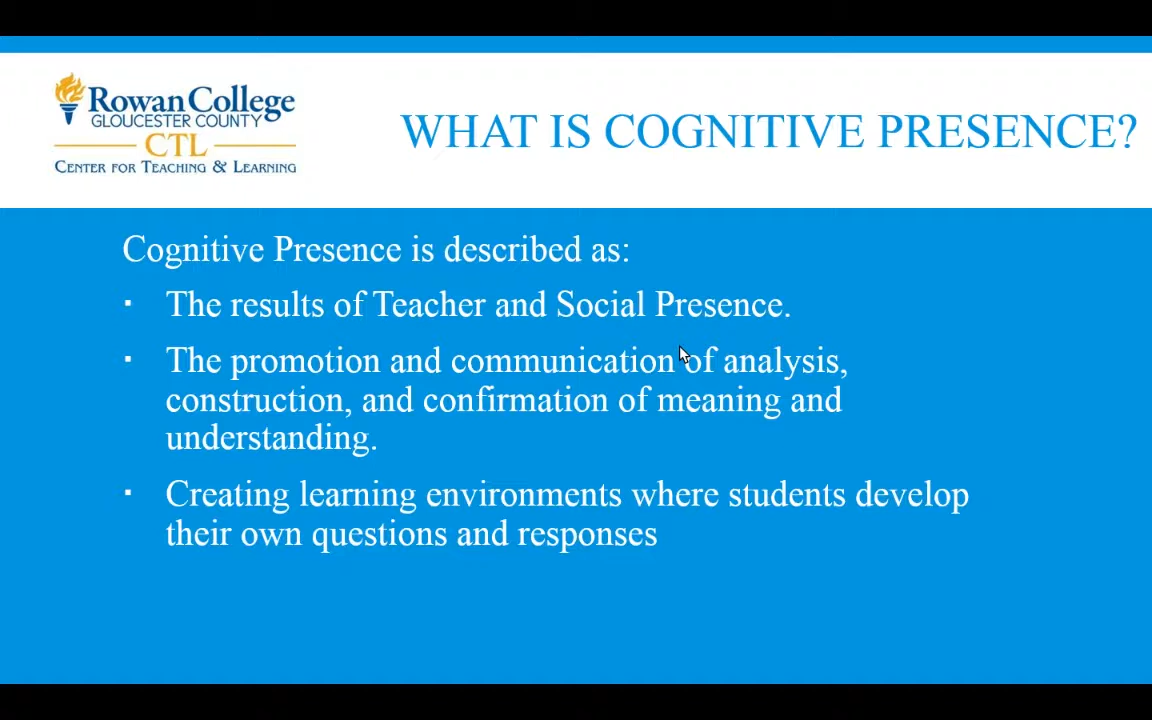 Rowan College
GLOUCESTER COUNTY
CTL
CENTER FOR TEACHING & LEARNING
WHAT IS COGNITIVE PRESENCE?
Cognitive Presence is described as:
▪ The results of Teacher and Social Presence.
▪ The promotion and communication of analysis,
construction, and confirmation of meaning and
understanding.
▪ Creating learning environments where students develop
their own questions and responses